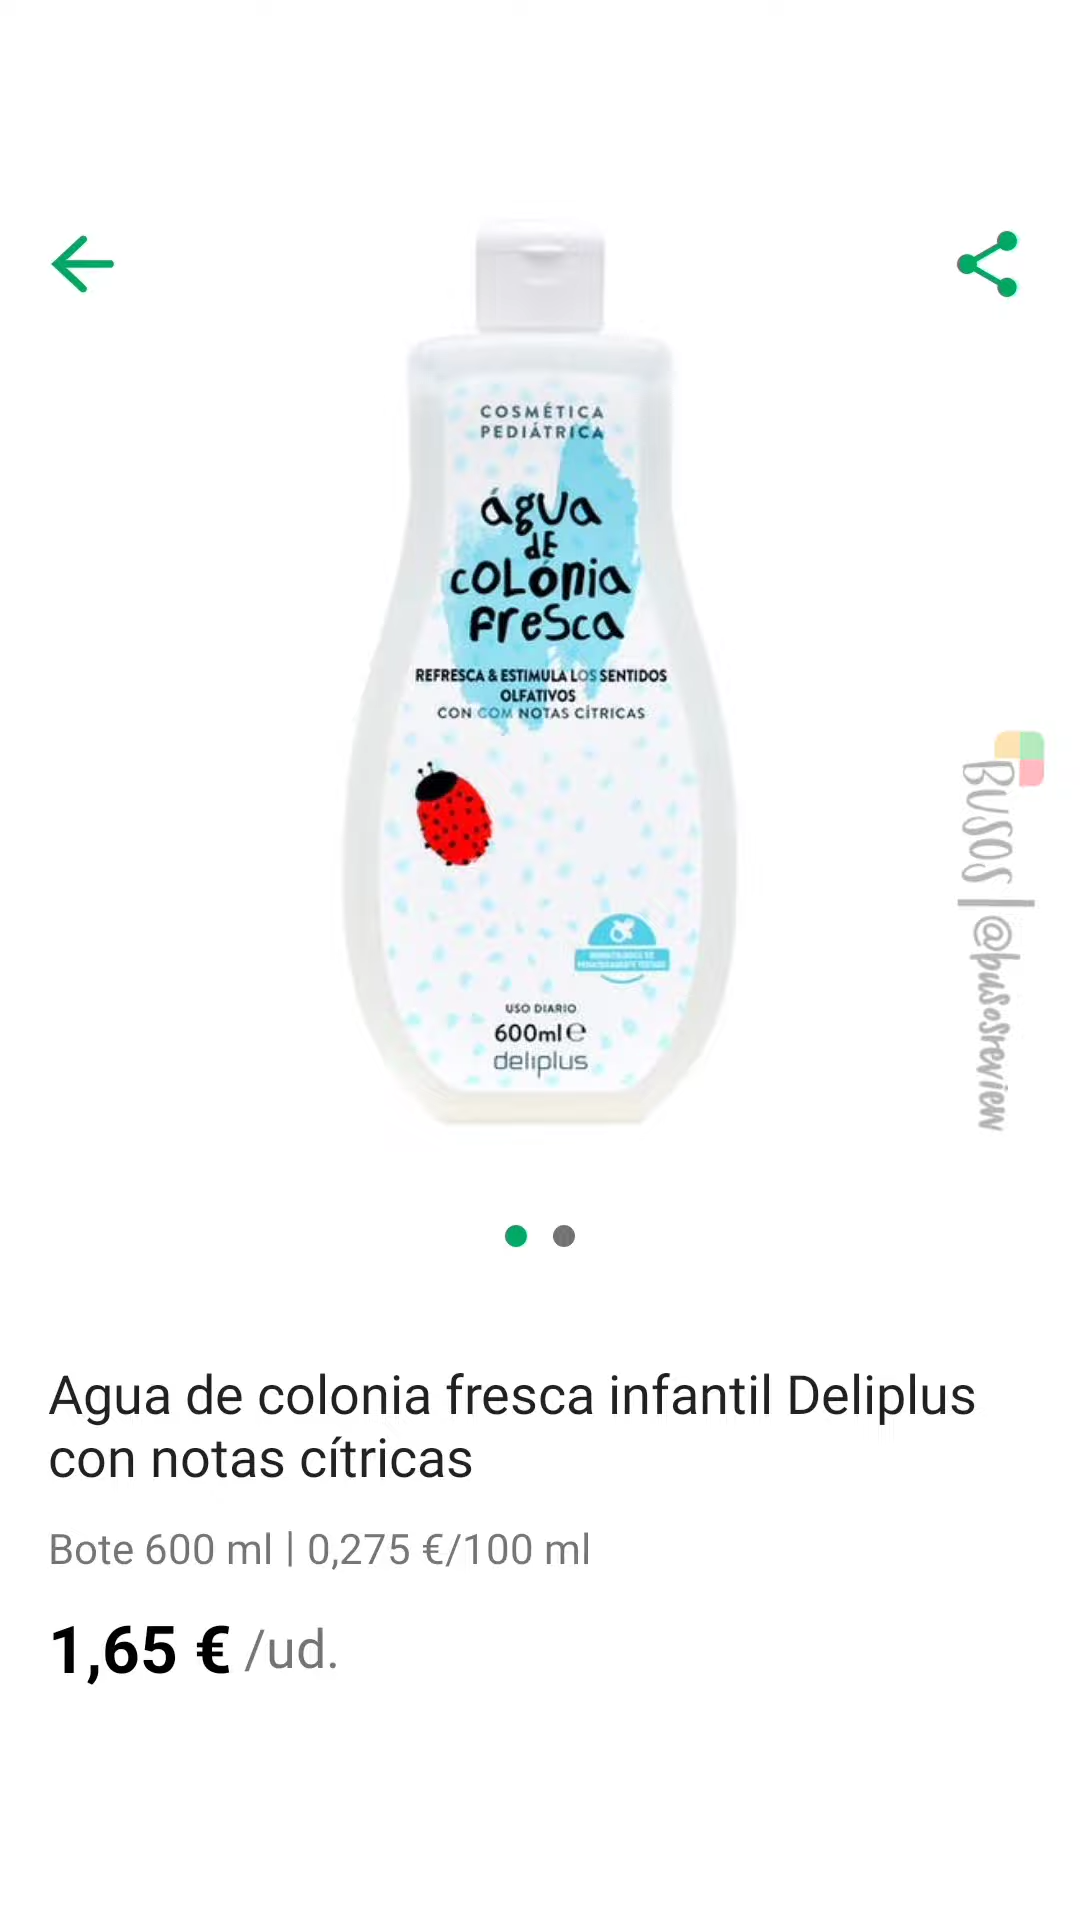 COSMÉTICA
PEDIÁTRICA
água
de
colónia
fresca
REFRESCA & ESTIMULA LOS SENTIDOS
OLFATIVOS
CON COM NOTAS CÍTRICAS
USO DIARIO
600ml e
deliplus
BUSOS | @busosreview
Agua de colonia fresca infantil Deliplus
con notas cítricas
Bote 600 ml | 0,275 €/100 ml
1,65 € /ud.